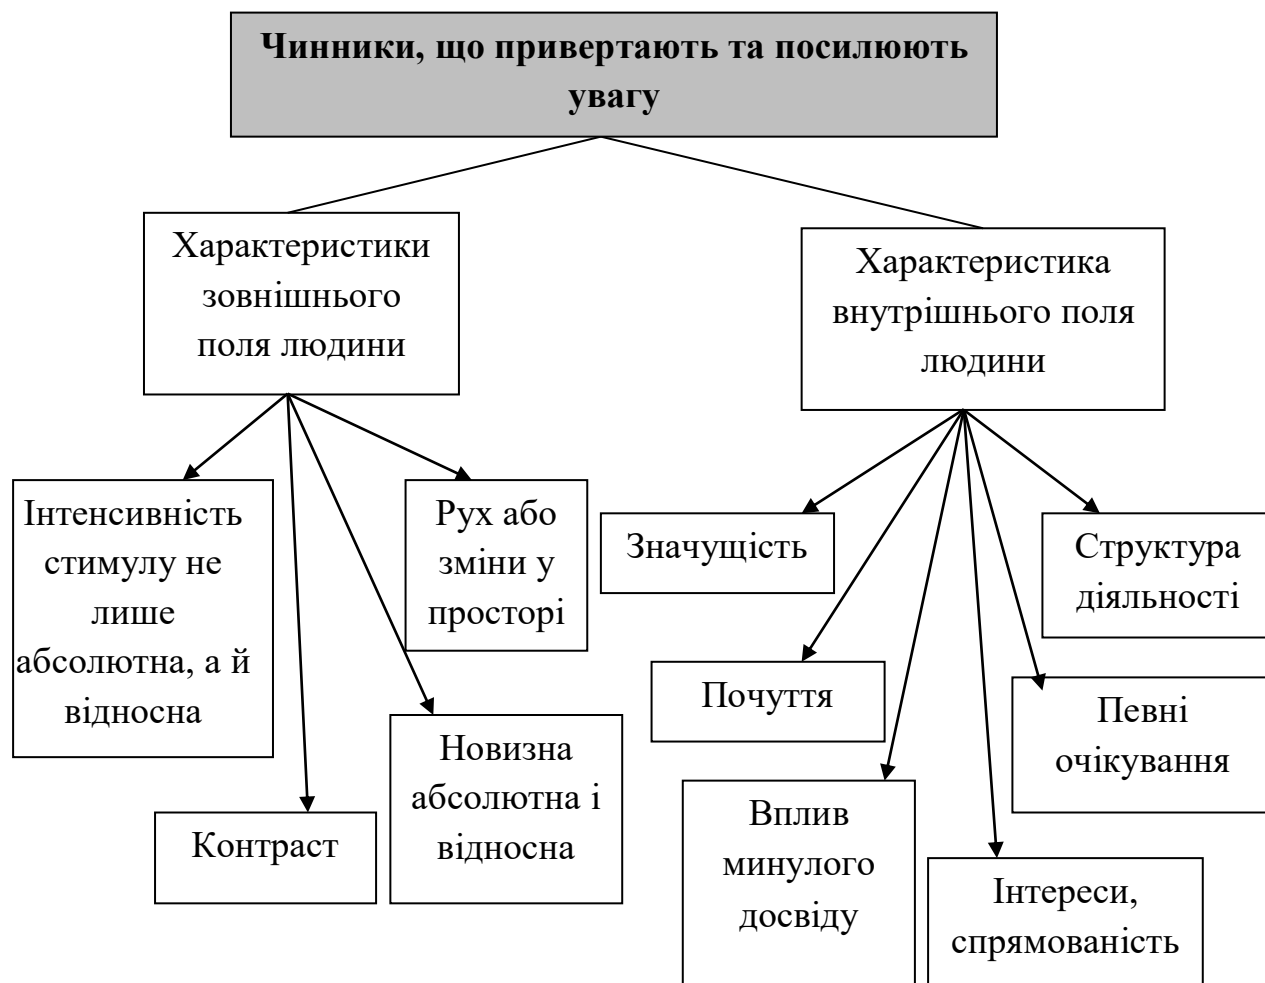 Чинники, що привертають та посилюють
увагу
Характеристики
зовнішнього
поля людини
Характеристика
внутрішнього поля
людини
Інтенсивність
стимулу не
лише
абсолютна, а й
відносна
Рух або
зміни у
просторі
Контраст
Новизна
абсолютна і
відносна
Значущість
Структура
діяльності
Почуття
Певні
очікування
Вплив
минулого
досвіду
Інтереси,
спрямованість